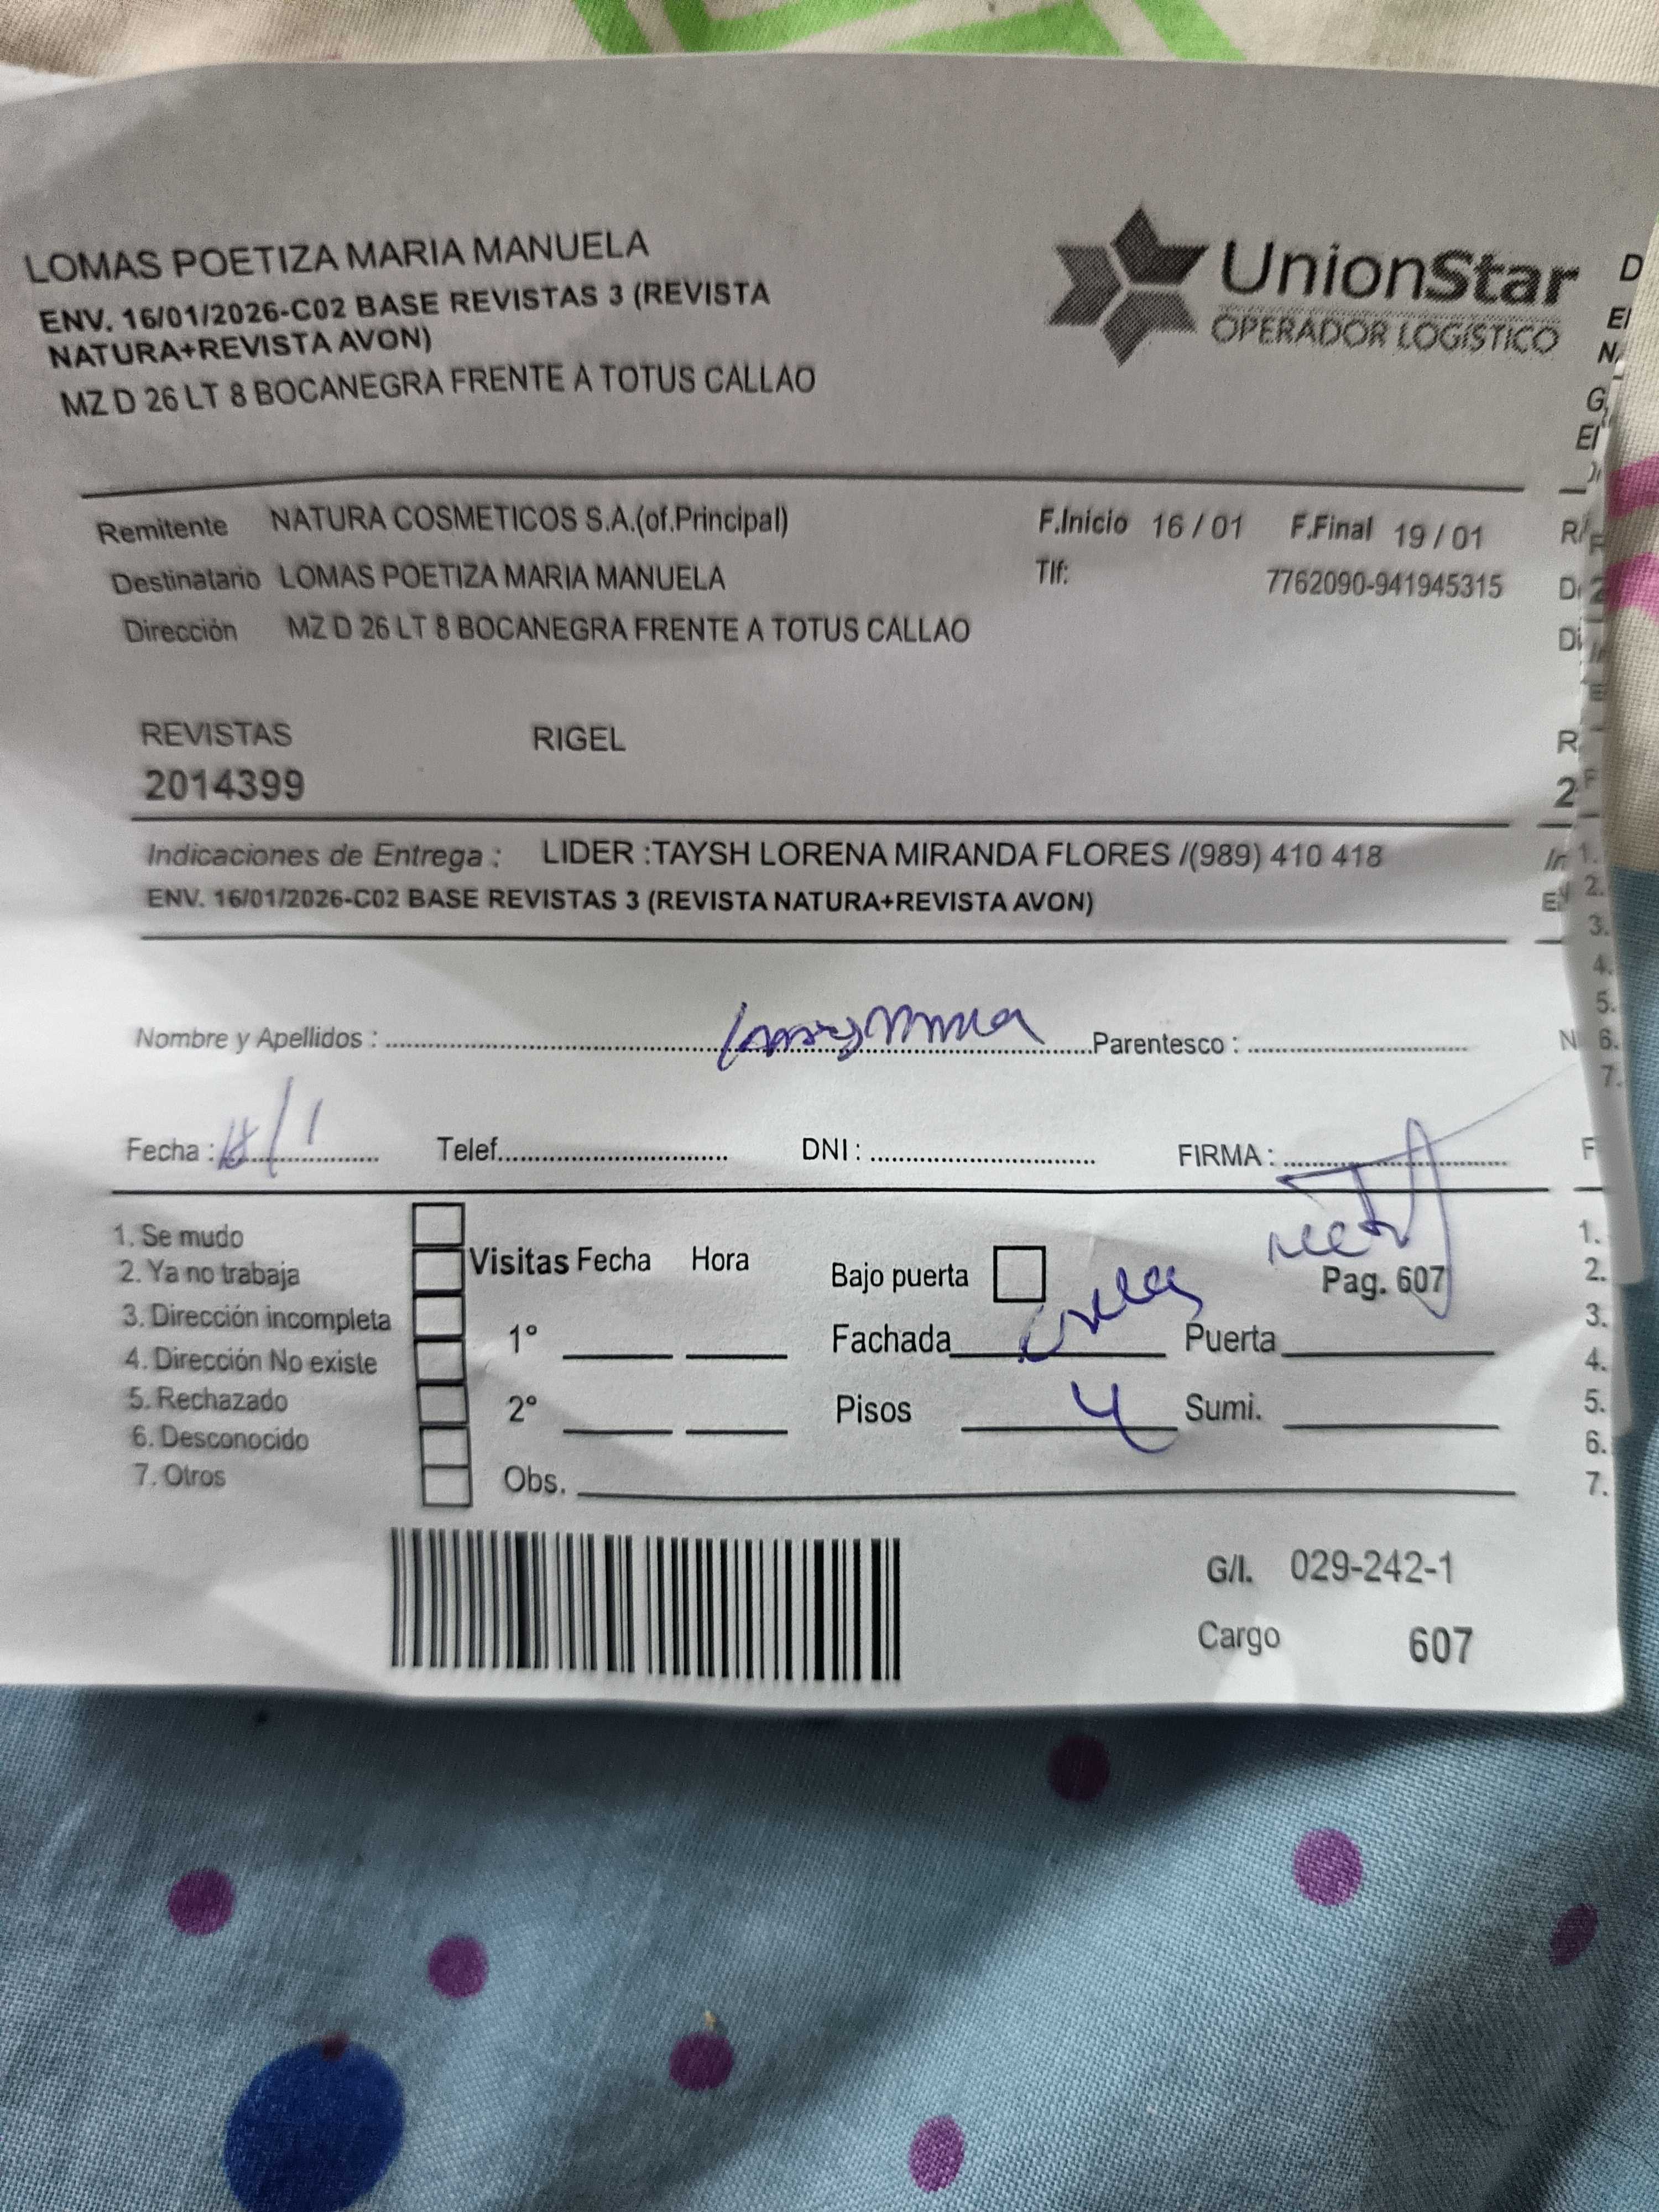 LOMAS POETIZA MARIA MANUELA
ENV. 16/01/2026-C02 BASE REVISTAS 3 (REVISTA
NATURA+REVISTA AVON)
MZ D 26 LT 8 BOCANEGRA FRENTE A TOTUS CALLAO
UnionStar
OPERADOR LOGÍSTICO
Remitente NATURA COSMETICOS S.A.(of.Principal) F.Inicio 16 / 01 F.Final 19 / 01
Destinatario LOMAS POETIZA MARIA MANUELA Tlf: 7762090-941945315
Dirección MZ D 26 LT 8 BOCANEGRA FRENTE A TOTUS CALLAO
REVISTAS RIGEL
2014399
Indicaciones de Entrega : LIDER :TAYSH LORENA MIRANDA FLORES /(989) 410 418
ENV. 16/01/2026-C02 BASE REVISTAS 3 (REVISTA NATURA+REVISTA AVON)
Nombre y Apellidos : Parentesco :
Fecha : Telef. DNI : FIRMA :
1. Se mudo
2. Ya no trabaja
3. Dirección incompleta
4. Dirección No existe
5. Rechazado
6. Desconocido
7. Otros
Visitas Fecha Hora
1°
2°
Obs.
Bajo puerta Pag. 607
Fachada Puerta
Pisos 4 Sumi.
G/I. 029-242-1
Cargo 607